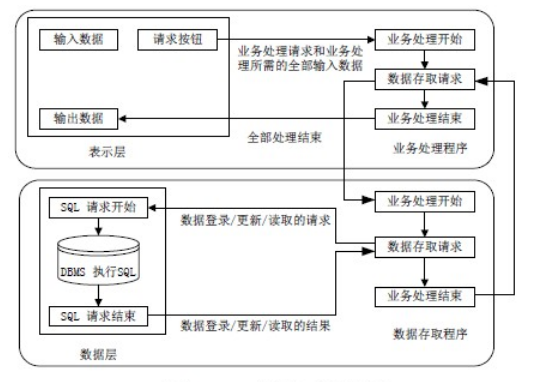 输入数据
请求按钮
业务处理开始
业务处理请求和业务处
理所需的全部输入数据
数据存取请求
输出数据
业务处理结束
全部处理结束
表示层
业务处理程序
SQL 请求开始
业务处理开始
数据登录/更新/读取的请求
数据存取请求
DBMS 执行SQL
业务处理结束
SQL 请求结束
数据登录/更新/读取的结果
数据存取程序
数据层